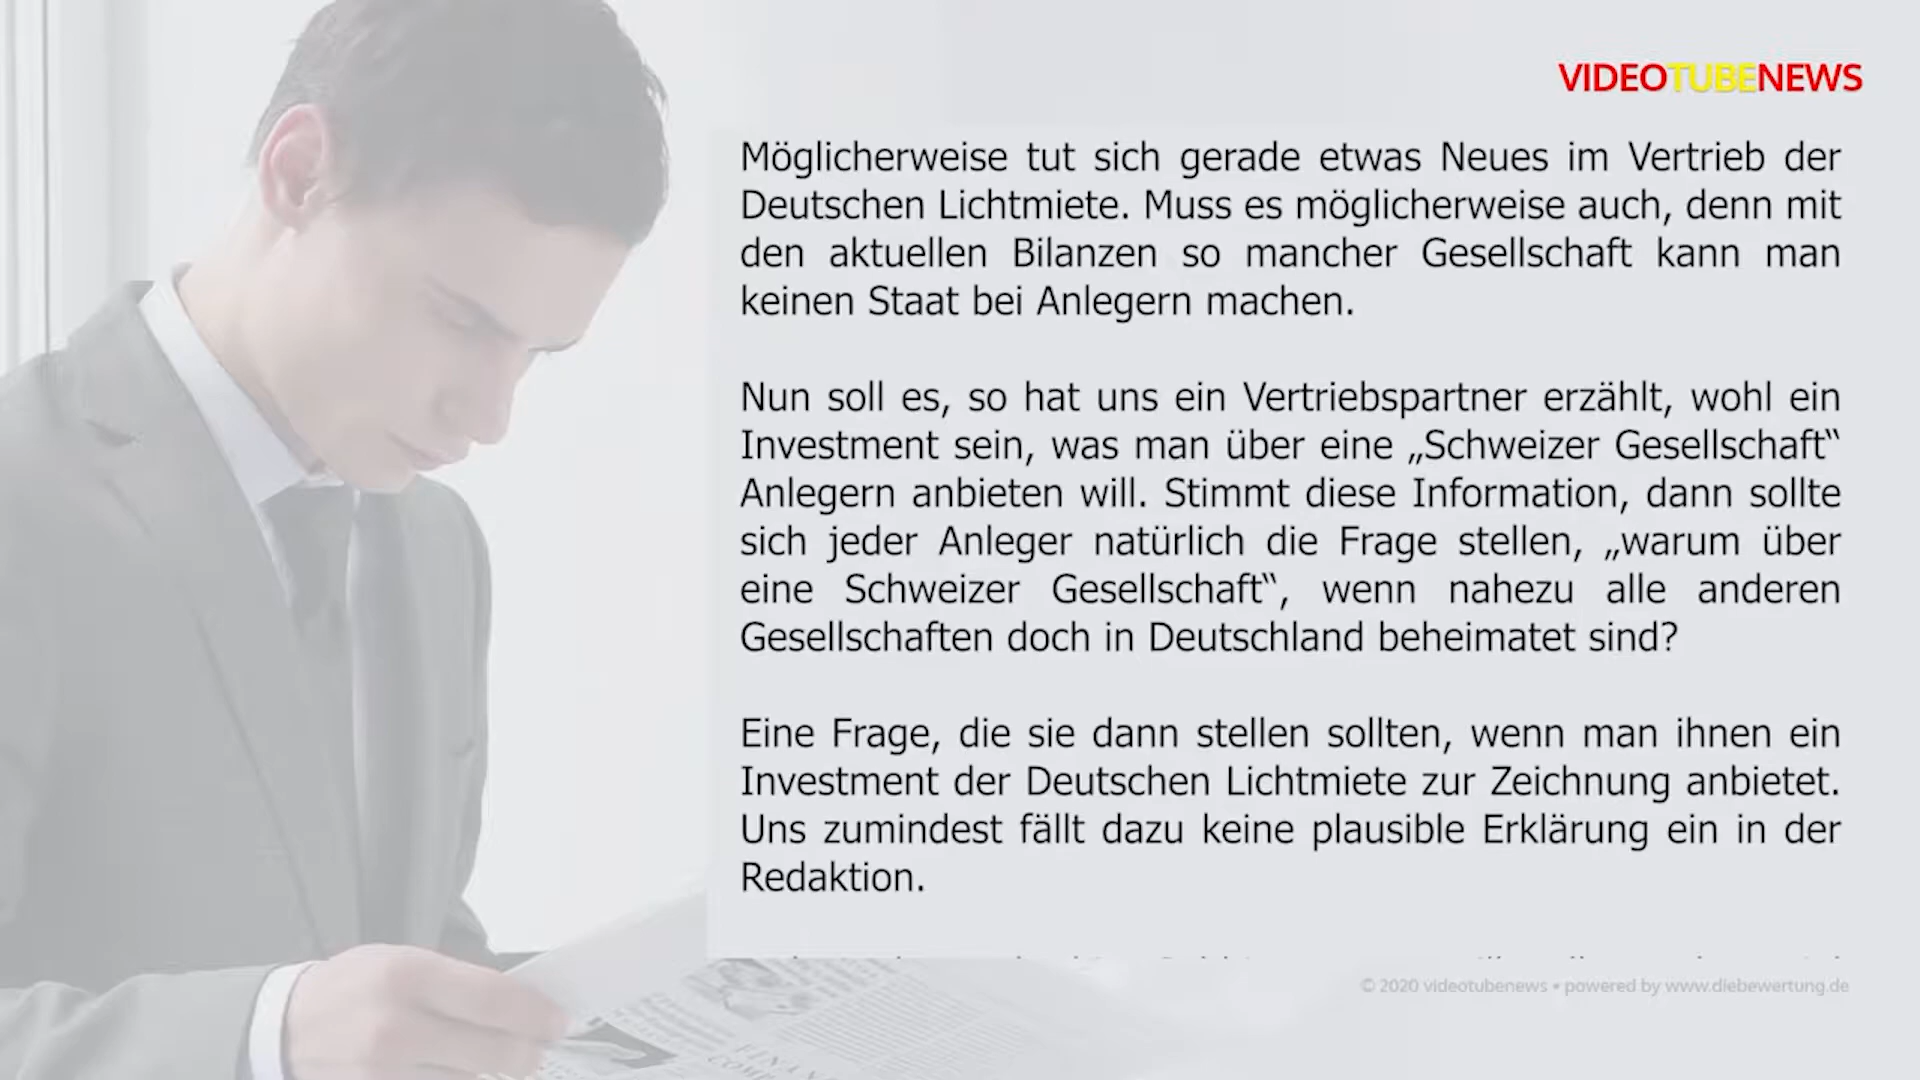 VIDEOTUBENEWS
Möglicherweise tut sich gerade etwas Neues im Vertrieb der
Deutschen Lichtmiete. Muss es möglicherweise auch, denn mit
den aktuellen Bilanzen so mancher Gesellschaft kann man
keinen Staat bei Anlegern machen.
Nun soll es, so hat uns ein Vertriebspartner erzählt, wohl ein
Investment sein, was man über eine „Schweizer Gesellschaft“
Anlegern anbieten will. Stimmt diese Information, dann sollte
sich jeder Anleger natürlich die Frage stellen, „warum über
eine Schweizer Gesellschaft“, wenn nahezu alle anderen
Gesellschaften doch in Deutschland beheimatet sind?
Eine Frage, die sie dann stellen sollten, wenn man ihnen ein
Investment der Deutschen Lichtmiete zur Zeichnung anbietet.
Uns zumindest fällt dazu keine plausible Erklärung ein in der
Redaktion.
© 2020 videotubenews • powered by www.diebewertung.de